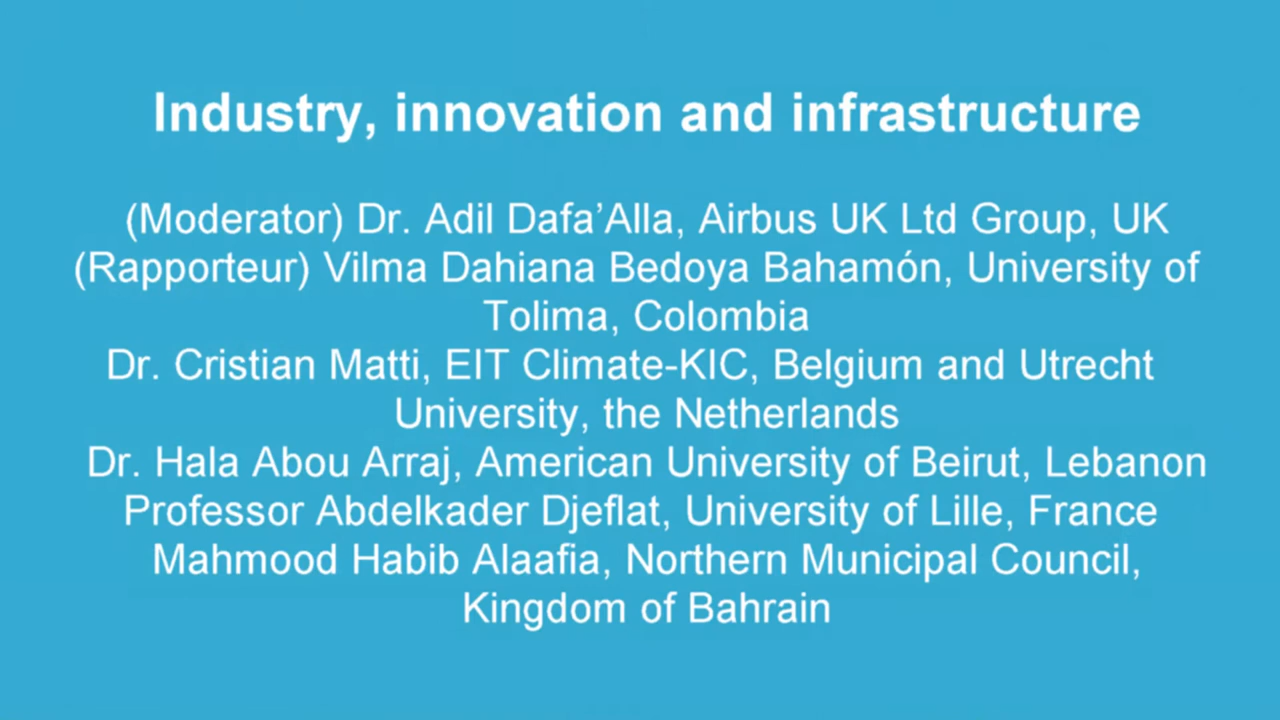 Industry, innovation and infrastructure
(Moderator) Dr. Adil Dafa’Alla, Airbus UK Ltd Group, UK
(Rapporteur) Vilma Dahiana Bedoya Bahamón, University of
Tolima, Colombia
Dr. Cristian Matti, EIT Climate-KIC, Belgium and Utrecht
University, the Netherlands
Dr. Hala Abou Arraj, American University of Beirut, Lebanon
Professor Abdelkader Djeflat, University of Lille, France
Mahmood Habib Alaafia, Northern Municipal Council,
Kingdom of Bahrain